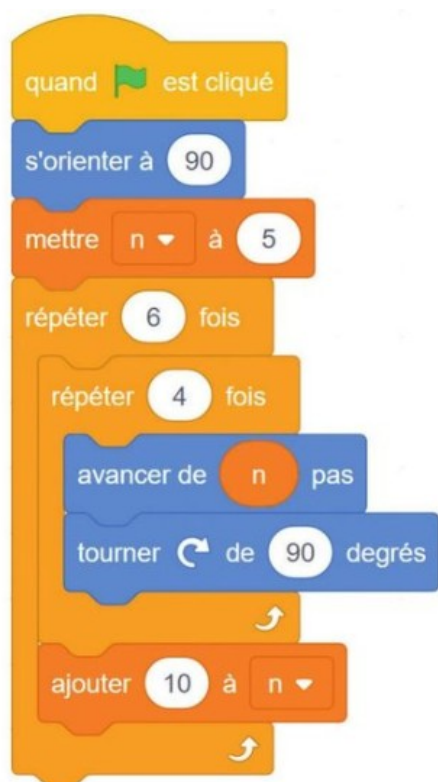 quand est cliqué
s'orienter à 90
mettre n à 5
répéter 6 fois
répéter 4 fois
avancer de n pas
tourner de 90 degrés
ajouter 10 à n